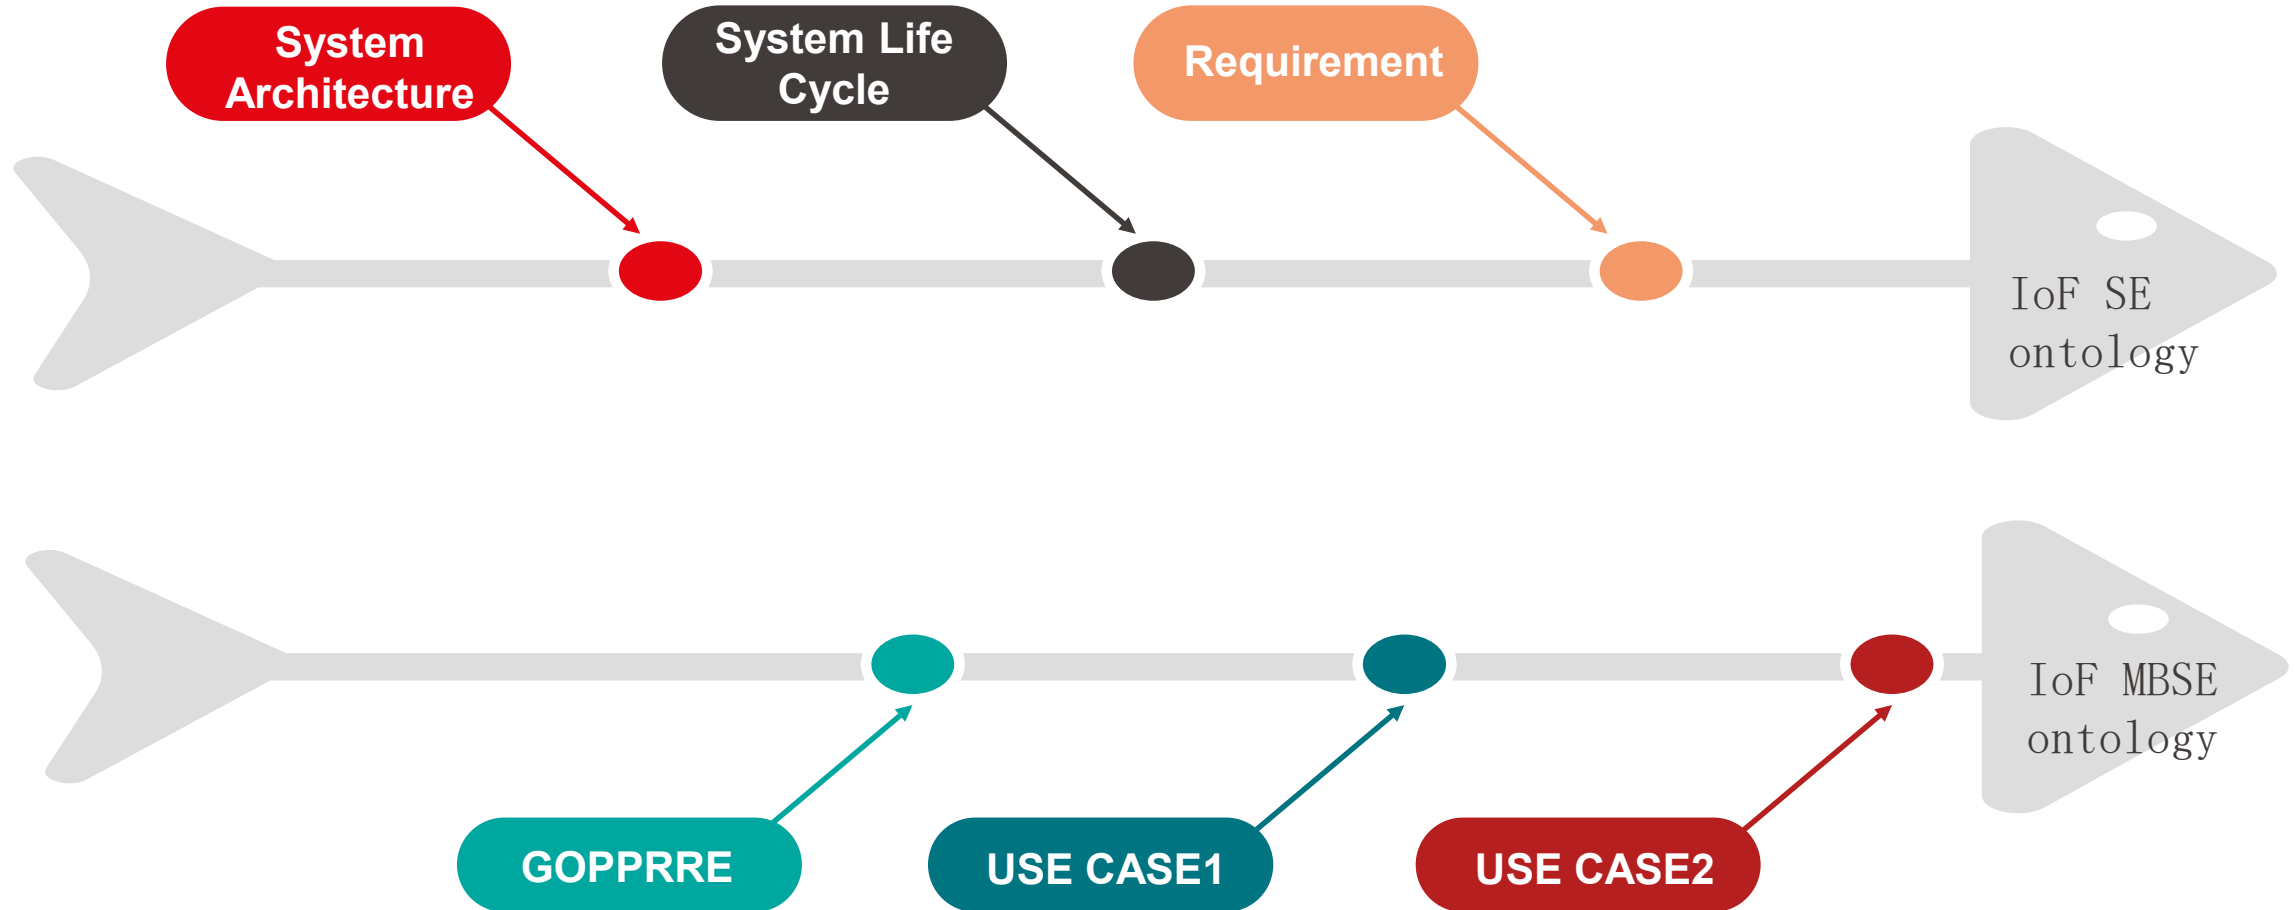 System
Architecture
System Life
Cycle
Requirement
IoF SE
ontology
IoF MBSE
ontology
GOPPRRE
USE CASE1
USE CASE2